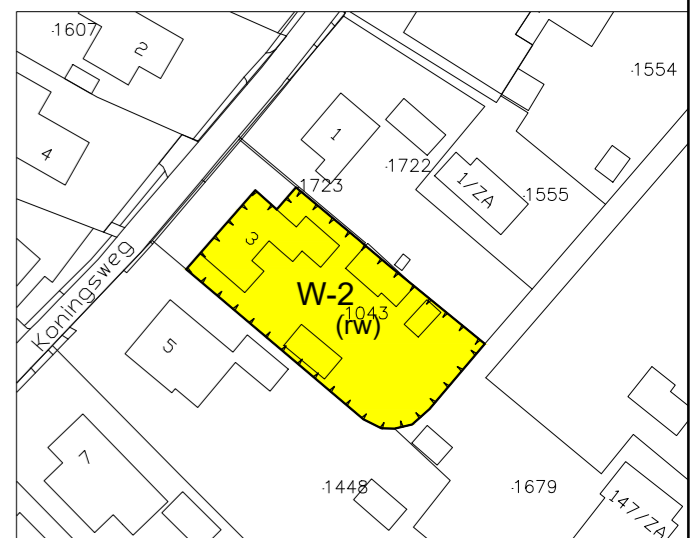 ·1607
2
·1554
4
1
·1722
·1723
1/ZA
·1555
3
W-2
1043
(rw)
Koningsweg
5
7
·1448
·1679
147/ZA